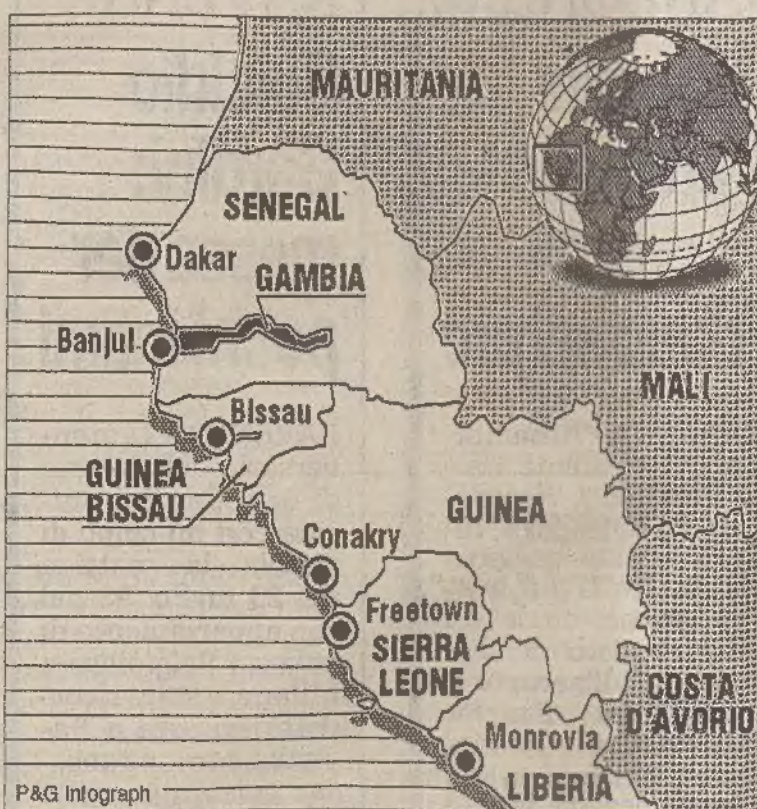 MAURITANIA
SENEGAL
Dakar
GAMBIA
Banjul
MALI
Bissau
GUINEA
BISSAU
GUINEA
Conakry
Freetown
SIERRA
LEONE
COSTA
D'AVORIO
Monrovia
LIBERIA
P&G Infograph